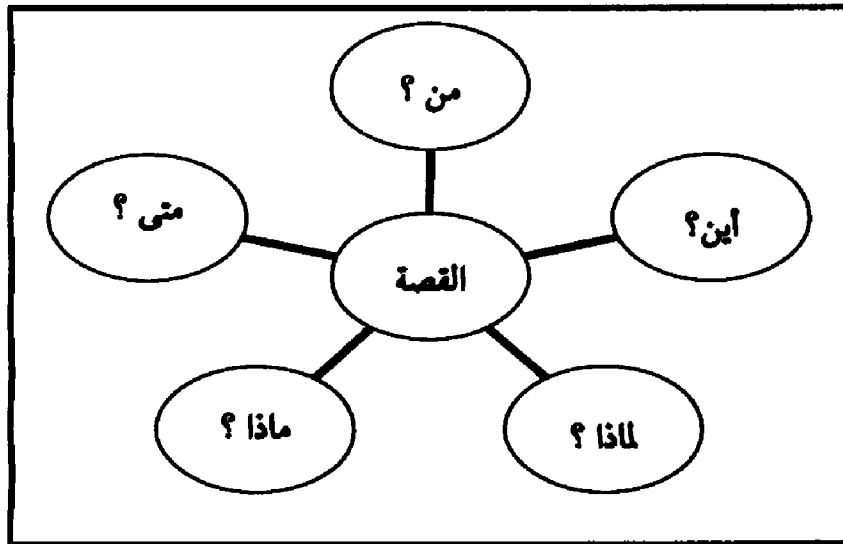 من ؟
أين؟
متى ؟
القصة
لماذا ؟
ماذا ؟